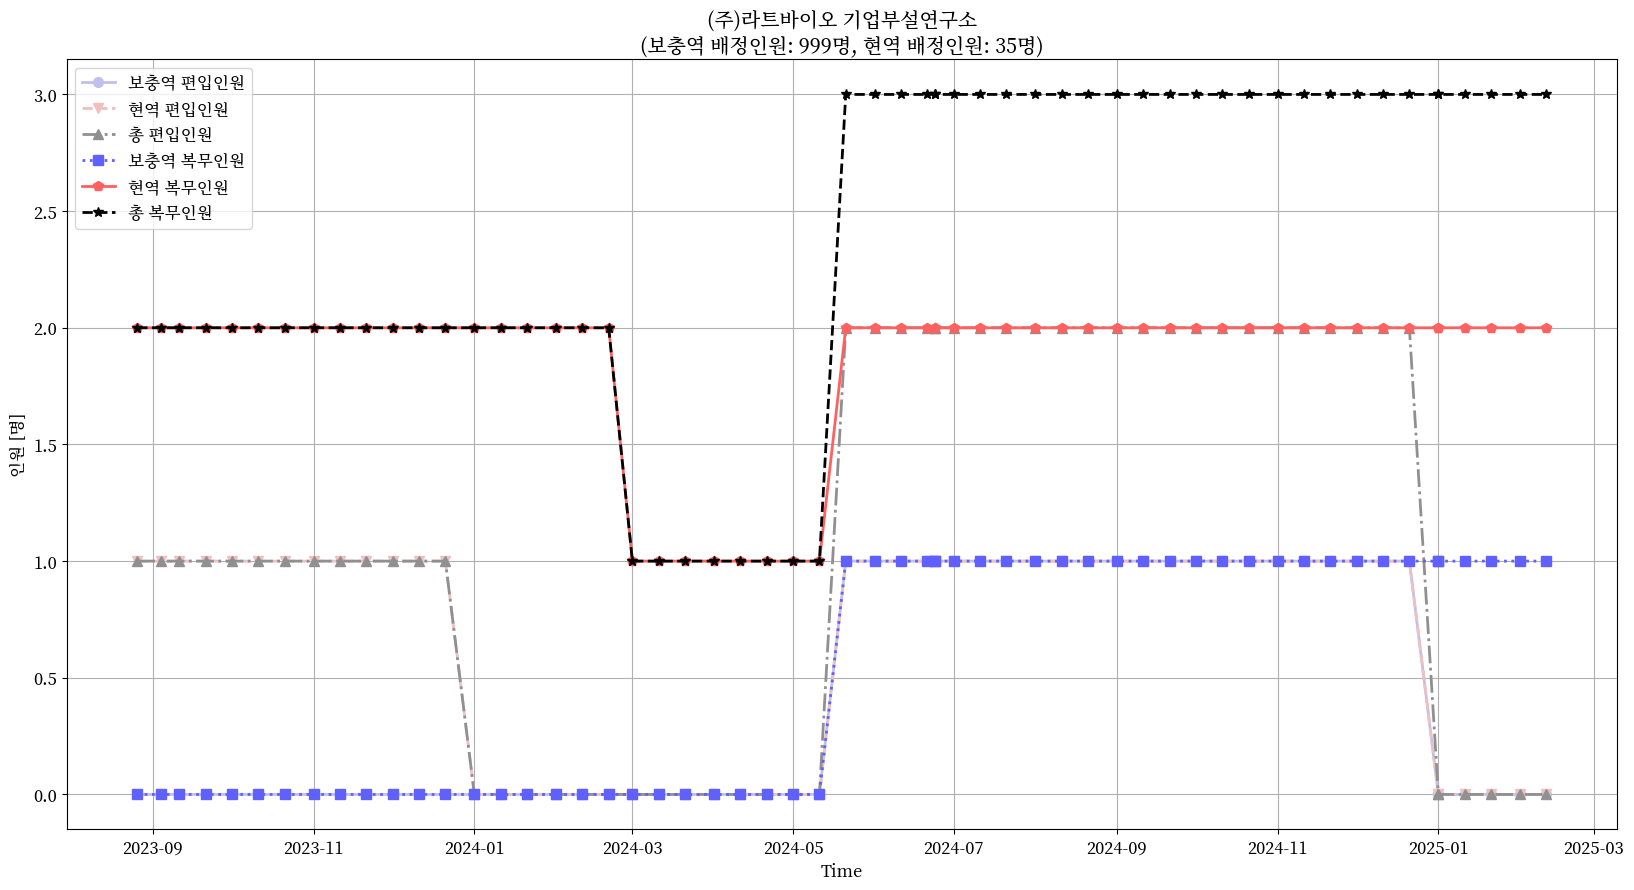 (주)라트바이오 기업부설연구소
(보충역 배정인원: 999명, 현역 배정인원: 35명)
보충역 편입인원
현역 편입인원
총 편입인원
보충역 복무인원
현역 복무인원
총 복무인원
인원 [명]
3.0
2.5
2.0
1.5
1.0
0.5
0.0
2023-09
2023-11
2024-01
2024-03
2024-05
2024-07
2024-09
2024-11
2025-01
2025-03
Time